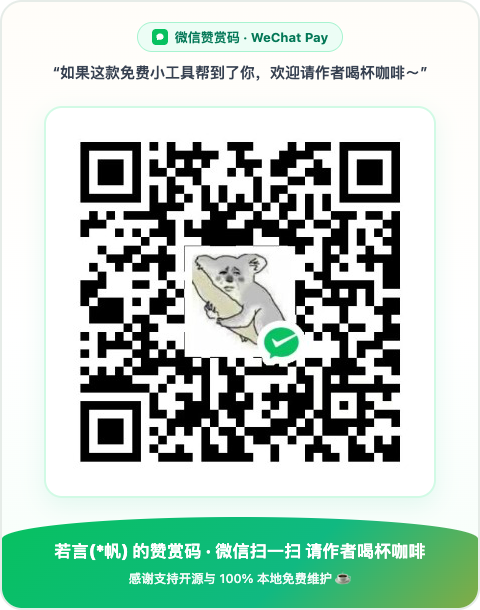 微信赞赏码 · WeChat Pay
“如果这款免费小工具帮到了你，欢迎请作者喝杯咖啡～”
若言(*帆) 的赞赏码 · 微信扫一扫 请作者喝杯咖啡
感谢支持开源与 100% 本地免费维护 ☕